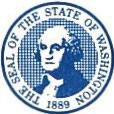 THE SEAL OF THE STATE OF WASHINGTON
1889